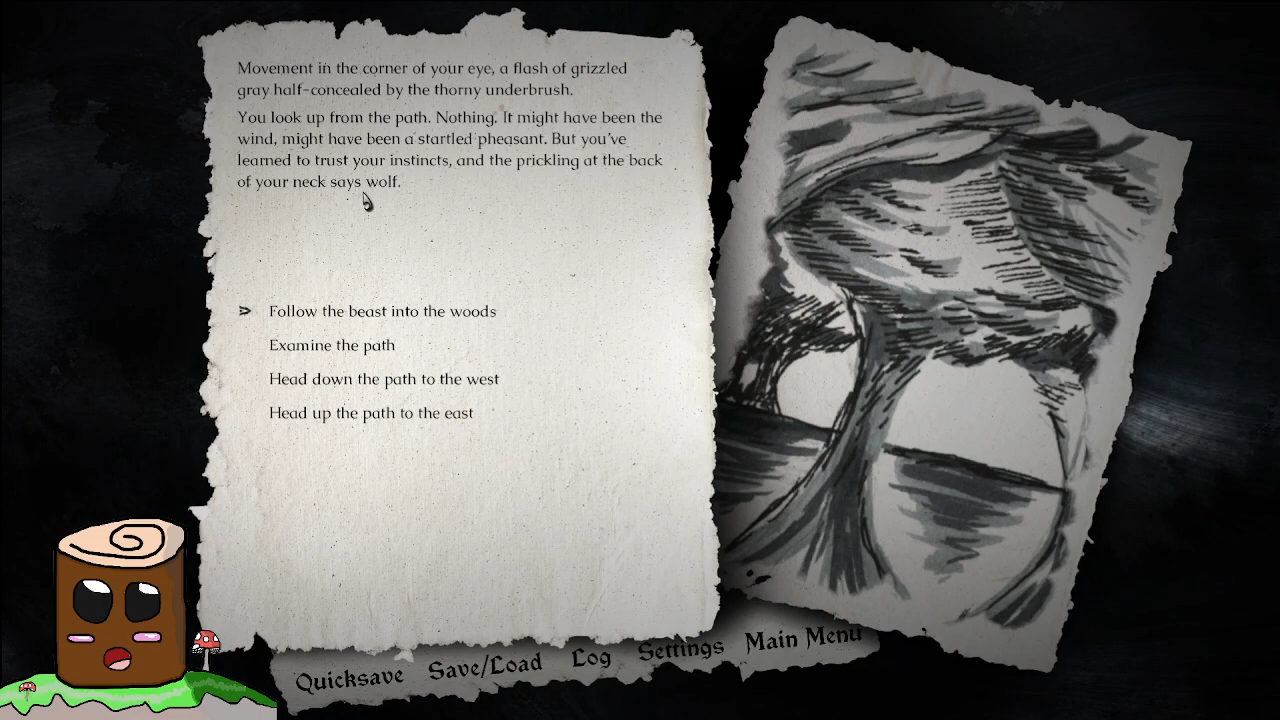 Movement in the corner of your eye, a flash of grizzled
gray half-concealed by the thorny underbrush.
You look up from the path. Nothing. It might have been the
wind, might have been a startled pheasant. But you've
learned to trust your instincts, and the prickling at the back
of your neck says wolf.
Follow the beast into the woods
Examine the path
Head down the path to the west
Head up the path to the east
Quicksave Save/Load Log Settings Main Menu